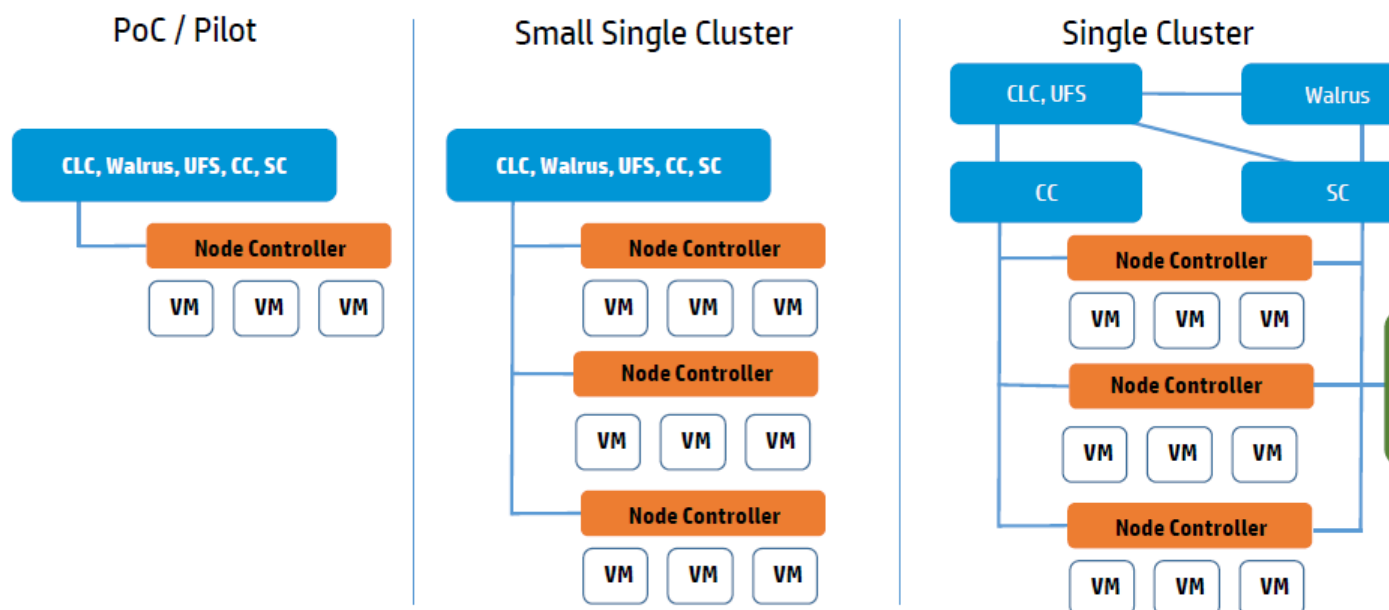 PoC / Pilot
CLC, Walrus, UFS, CC, SC
Node Controller
VM VM VM
Small Single Cluster
CLC, Walrus, UFS, CC, SC
Node Controller
VM VM VM
Node Controller
VM VM VM
Node Controller
VM VM VM
Single Cluster
CLC, UFS Walrus
CC SC
Node Controller
VM VM VM
Node Controller
VM VM VM
Node Controller
VM VM VM